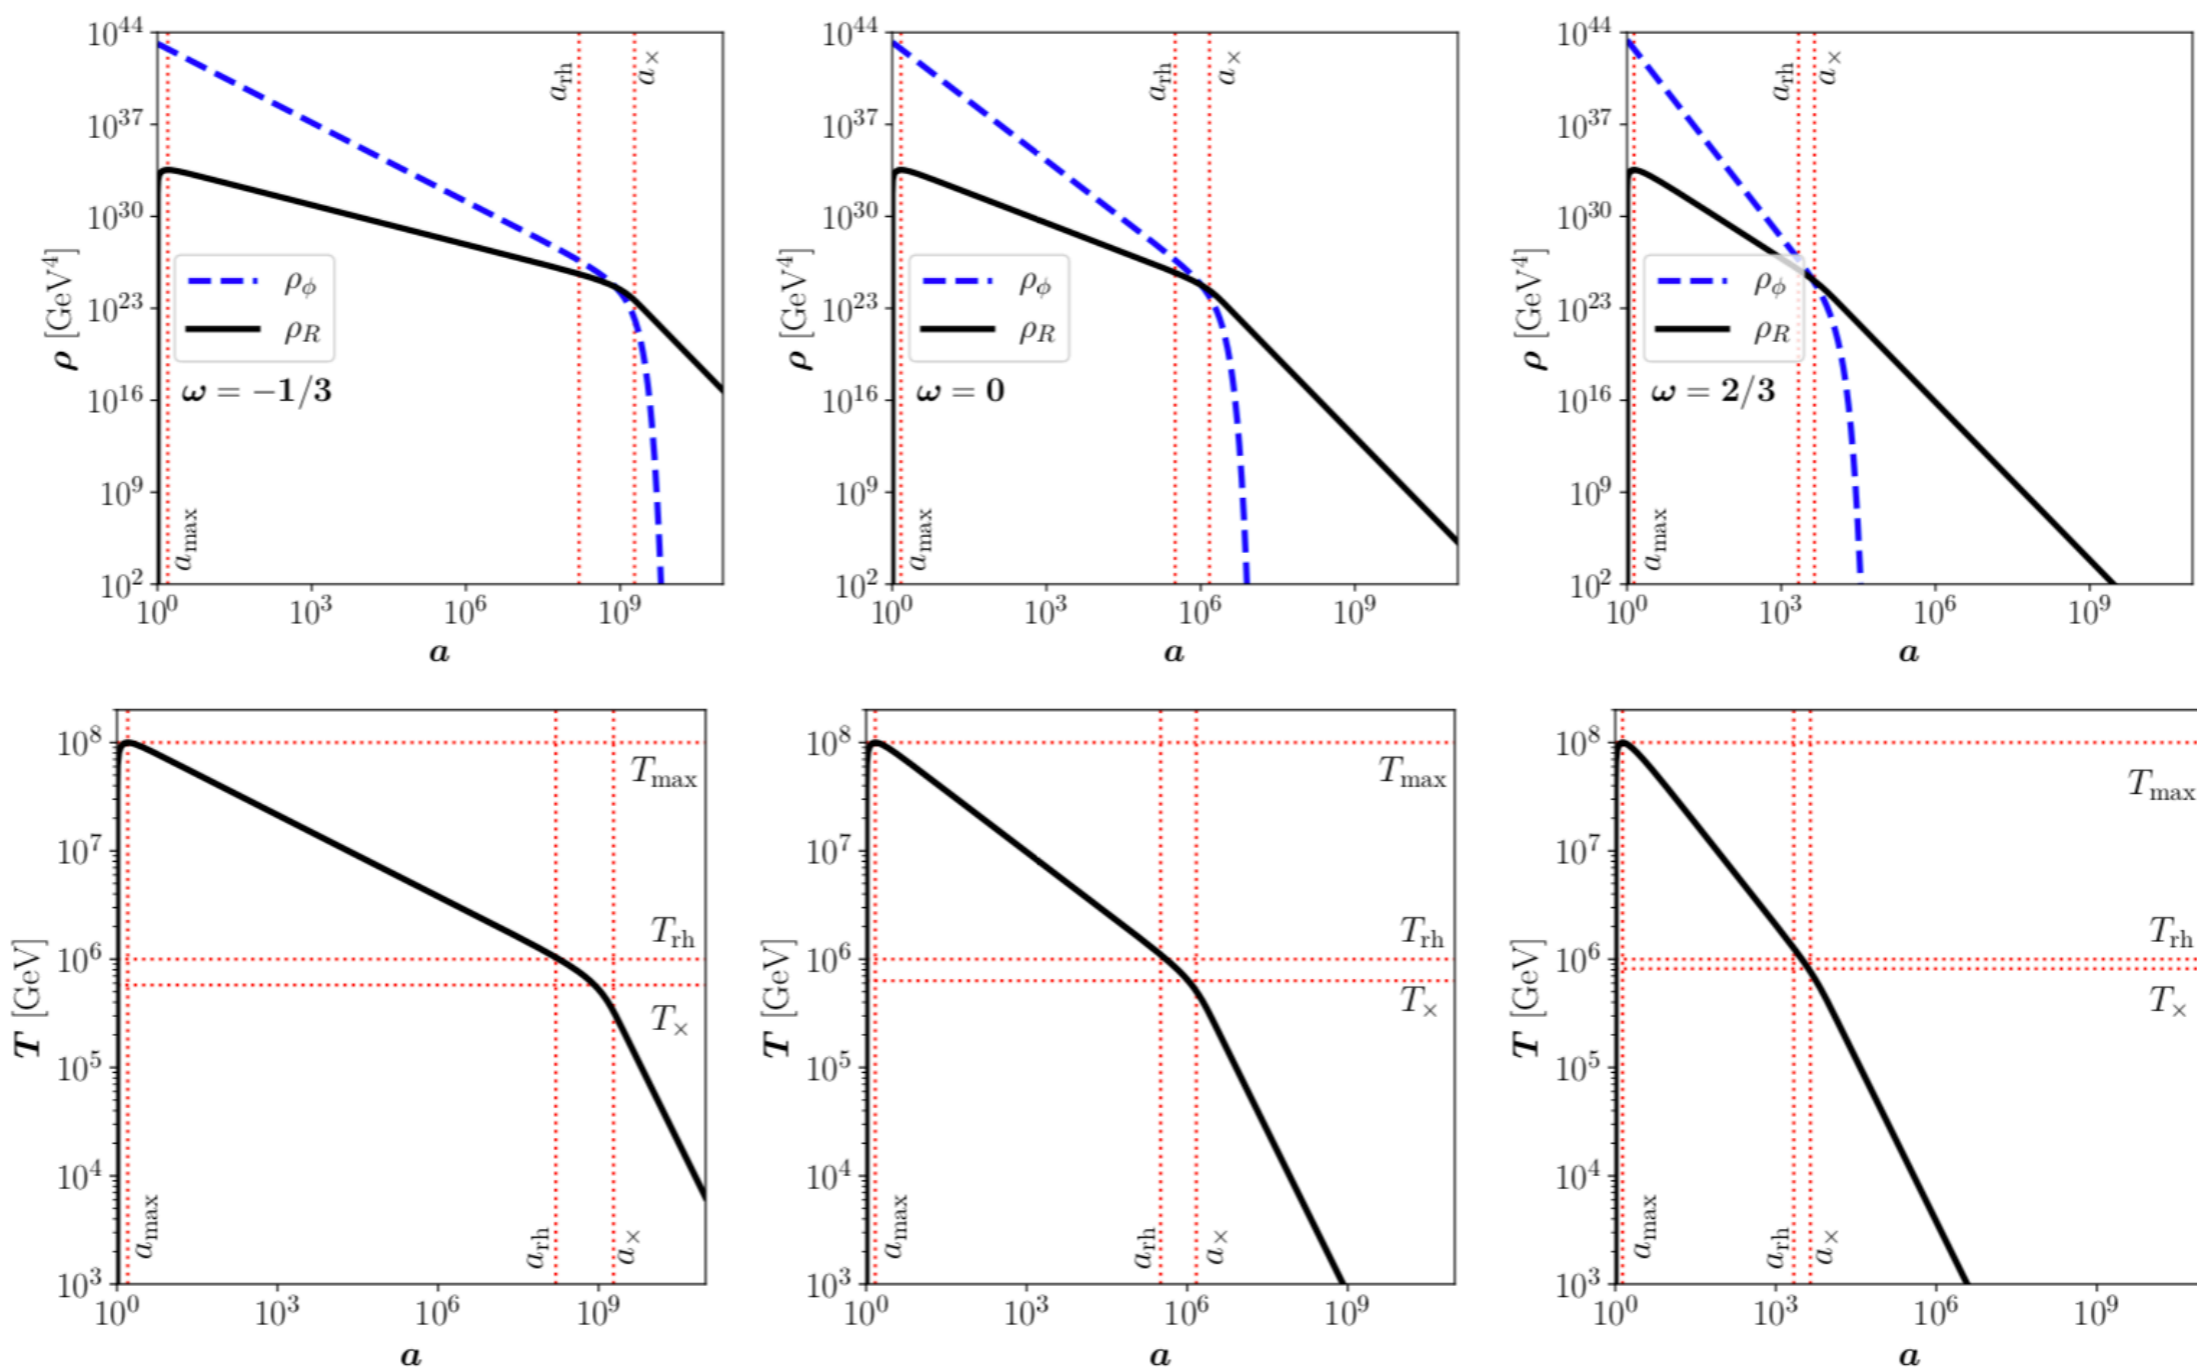 10^44
10^37
10^30
10^23
10^16
10^9
10^2
ρ [GeV^4]
ρ_ϕ
ρ_R
ω = −1/3
a_max
a_rh
a_×
10^0 10^3 10^6 10^9
a
10^44
10^37
10^30
10^23
10^16
10^9
10^2
ρ [GeV^4]
ρ_ϕ
ρ_R
ω = 0
a_max
a_rh
a_×
10^0 10^3 10^6 10^9
a
10^44
10^37
10^30
10^23
10^16
10^9
10^2
ρ [GeV^4]
ρ_ϕ
ρ_R
ω = 2/3
a_max
a_rh
a_×
10^0 10^3 10^6 10^9
a
10^8
10^7
10^6
10^5
10^4
10^3
T [GeV]
T_max
T_rh
T_×
a_max
a_rh
a_×
10^0 10^3 10^6 10^9
a
10^8
10^7
10^6
10^5
10^4
10^3
T [GeV]
T_max
T_rh
T_×
a_max
a_rh
a_×
10^0 10^3 10^6 10^9
a
10^8
10^7
10^6
10^5
10^4
10^3
T [GeV]
T_max
T_rh
T_×
a_max
a_rh
a_×
10^0 10^3 10^6 10^9
a